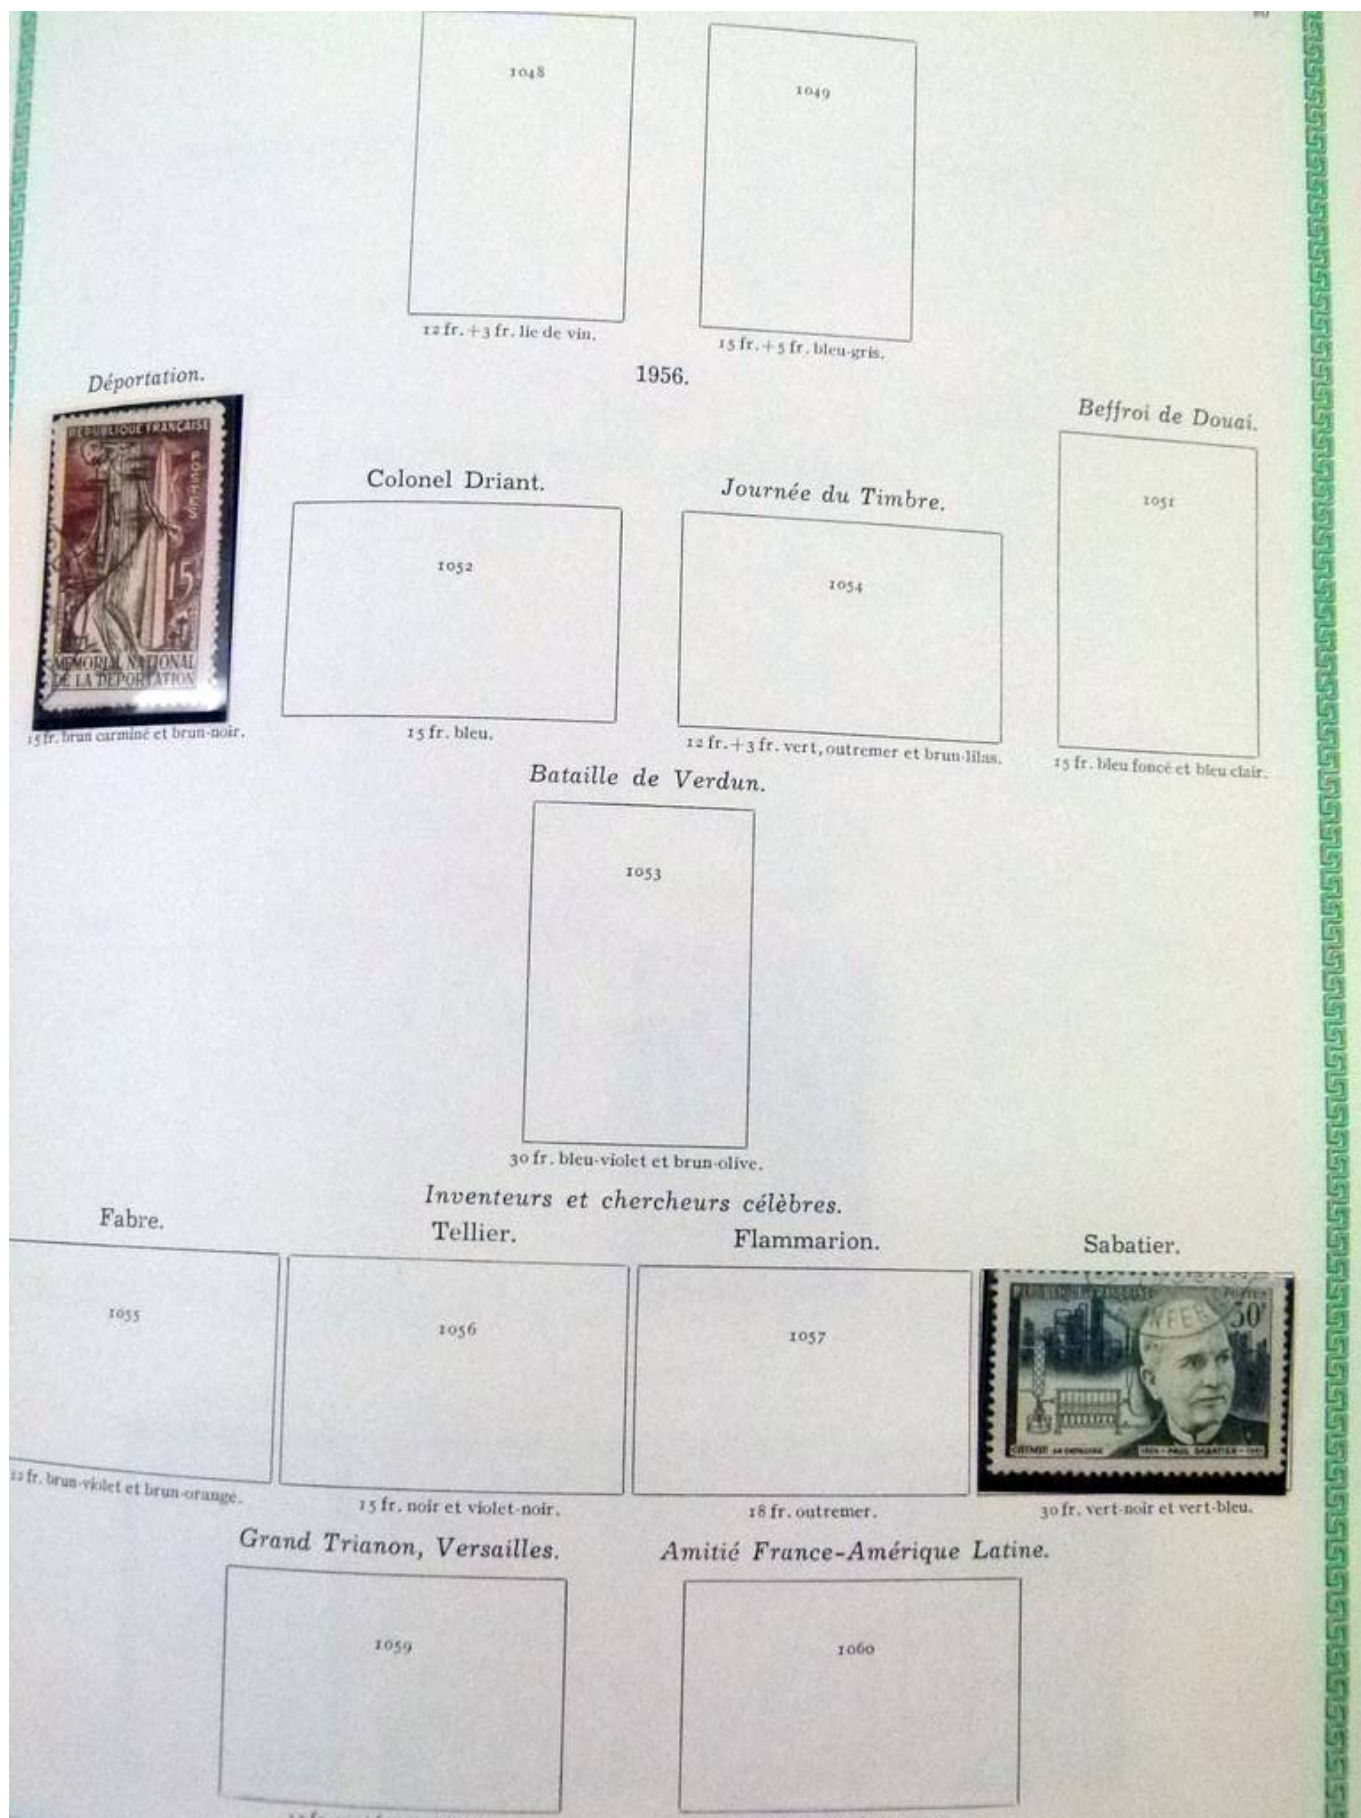 1048
1049
12 fr.+3 fr. lie de vin.
15 fr.+5 fr. bleu-gris.
1956.
Déportation.
RÉPUBLIQUE FRANÇAISE
POSTES
15F
MÉMORIAL NATIONAL
DE LA DÉPORTATION
15 fr. brun carminé et brun-noir.
Colonel Driant.
1052
15 fr. bleu.
Journée du Timbre.
1054
12 fr.+3 fr. vert, outremer et brun-lilas.
Beffroi de Douai.
1051
15 fr. bleu foncé et bleu clair.
Bataille de Verdun.
1053
30 fr. bleu-violet et brun-olive.
Inventeurs et chercheurs célèbres.
Fabre.
1055
12 fr. brun-violet et brun-orange.
Tellier.
1056
15 fr. noir et violet-noir.
Flammarion.
1057
18 fr. outremer.
Sabatier.
RÉPUBLIQUE FRANÇAISE
POSTES
30F
PAUL SABATIER
30 fr. vert-noir et vert-bleu.
Grand Trianon, Versailles.
1059
Amitié France-Amérique Latine.
1060